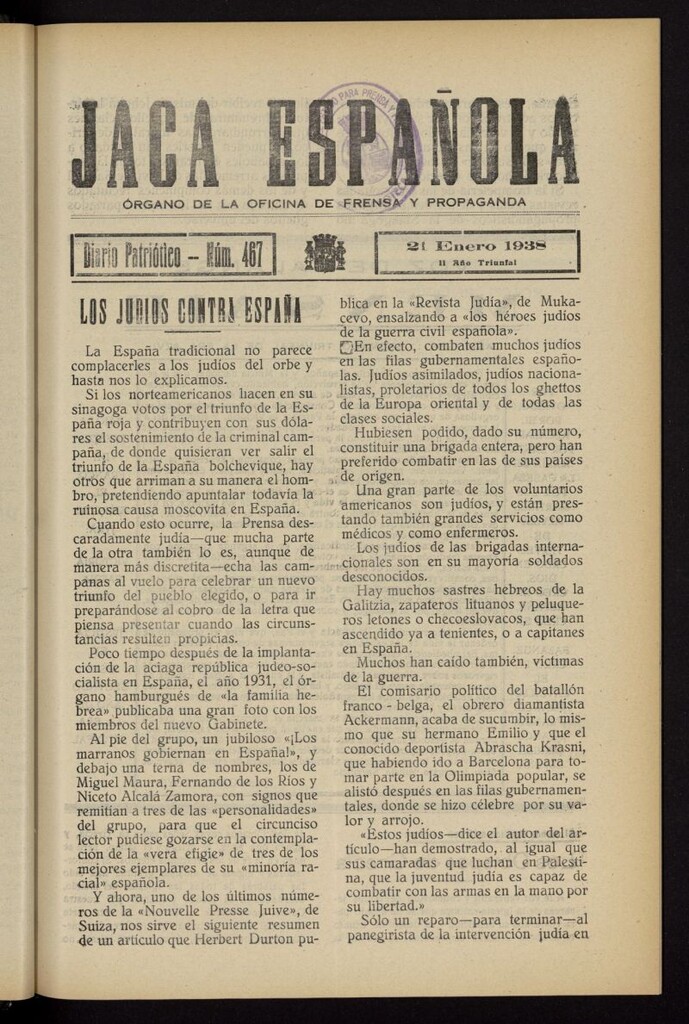 JACA ESPAÑOLA
ÓRGANO DE LA OFICINA DE FRENSA Y PROPAGANDA
Diario Patriótico — Núm. 467
21 Enero 1938
II Año Triunfal
LOS JUDIOS CONTRA ESPAÑA
La España tradicional no parece
complacerles a los judios del orbe y
hasta nos lo explicamos.
Si los norteamericanos hacen en su
sinagoga votos por el triunfo de la Es-
paña roja y contribuyen con sus dóla-
res el sostenimiento de la criminal cam-
paña, de donde quisieran ver salir el
triunfo de la España bolchevique, hay
otros que arriman a su manera el hom-
bro, pretendiendo apuntalar todavía la
ruinosa causa moscovita en España.
Cuando esto ocurre, la Prensa des-
caradamente judía—que mucha parte
de la otra también lo es, aunque de
manera más discretita—echa las cam-
panas al vuelo para celebrar un nuevo
triunfo del pueblo elegido, o para ir
preparándose al cobro de la letra que
piensa presentar cuando las circuns-
tancias resulten propicias.
Poco tiempo después de la implanta-
ción de la aciaga república judeo-so-
cialista en España, el año 1931, el ór-
gano hamburgués de «la familia he-
brea» publicaba una gran foto con los
miembros del nuevo Gabinete.
Al pie del grupo, un jubiloso «¡Los
marranos gobiernan en España!», y
debajo una terna de nombres, los de
Miguel Maura, Fernando de los Ríos y
Niceto Alcalá Zamora, con signos que
remitían a tres de las «personalidades»
del grupo, para que el circunciso
lector pudiese gozarse en la contempla-
ción de la «vera efigie» de tres de los
mejores ejemplares de su «minoría ra-
cial» española.
Y ahora, uno de los últimos núme-
ros de la «Nouvelle Presse Juive», de
Suiza, nos sirve el siguiente resumen
de un artículo que Herbert Durton pu-
blica en la «Revista Judía», de Muka-
cevo, ensalzando a «los héroes judios
de la guerra civil española».
En efecto, combaten muchos judíos
en las filas gubernamentales españo-
las. Judíos asimilados, judíos naciona-
listas, proletarios de todos los ghettos
de la Europa oriental y de todas las
clases sociales.
Hubiesen podido, dado su número,
constituir una brigada entera, pero han
preferido combatir en las de sus países
de origen.
Una gran parte de los voluntarios
americanos son judíos, y están pres-
tando también grandes servicios como
médicos y como enfermeros.
Los judíos de las brigadas interna-
cionales son en su mayoría soldados
desconocidos.
Hay muchos sastres hebreos de la
Galitzia, zapateros lituanos y peluque-
ros letones o checoeslovacos, que han
ascendido ya a tenientes, o a capitanes
en España.
Muchos han caído también, víctimas
de la guerra.
El comisario político del batallón
franco - belga, el obrero diamantista
Ackermann, acaba de sucumbir, lo mis-
mo que su hermano Emilio y que el
conocido deportista Abrascha Krasni,
que habiendo ido a Barcelona para to-
mar parte en la Olimpiada popular, se
alistó después en las filas gubernamen-
tales, donde se hizo célebre por su va-
lor y arrojo.
«Estos judíos—dice el autor del ar-
tículo—han demostrado, al igual que
sus camaradas que luchan en Palesti-
na, que la juventud judía es capaz de
combatir con las armas en la mano por
su libertad.»
Sólo un reparo—para terminar—al
panegirista de la intervención judía en